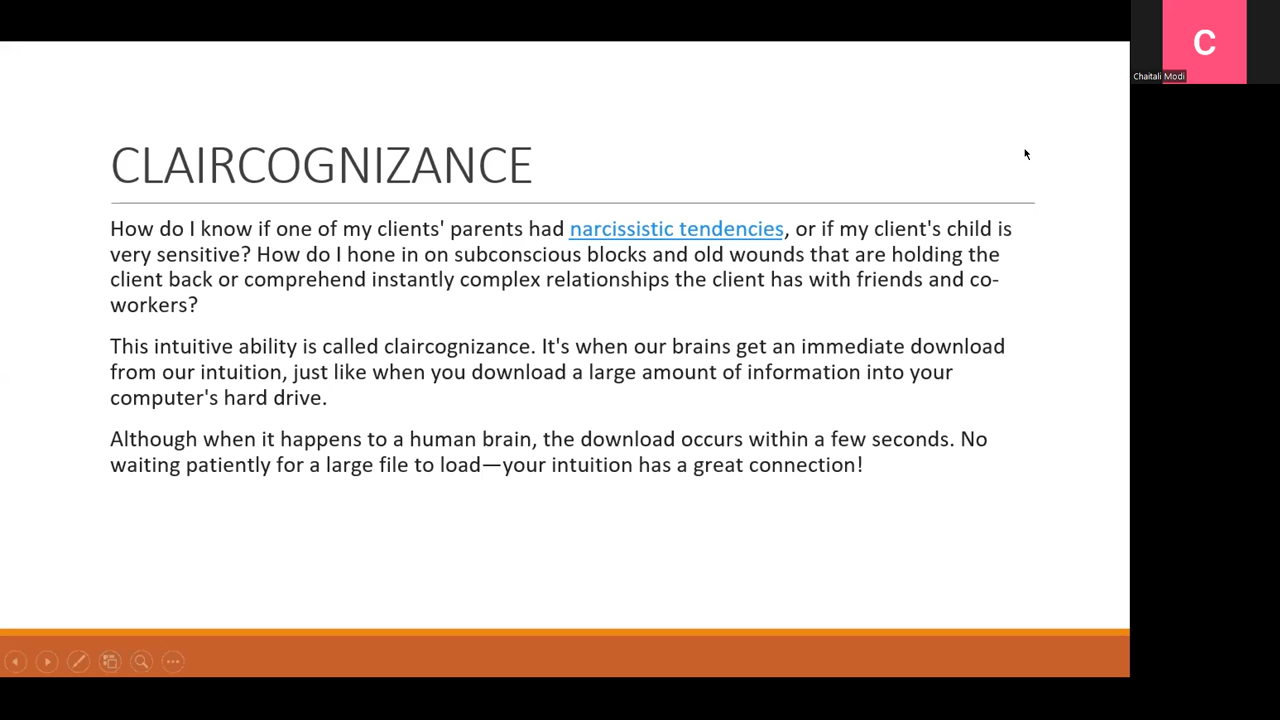 C
Chaitali Modi
CLAIRCOGNIZANCE
How do I know if one of my clients' parents had narcissistic tendencies, or if my client's child is
very sensitive? How do I hone in on subconscious blocks and old wounds that are holding the
client back or comprehend instantly complex relationships the client has with friends and co-
workers?
This intuitive ability is called claircognizance. It's when our brains get an immediate download
from our intuition, just like when you download a large amount of information into your
computer's hard drive.
Although when it happens to a human brain, the download occurs within a few seconds. No
waiting patiently for a large file to load—your intuition has a great connection!